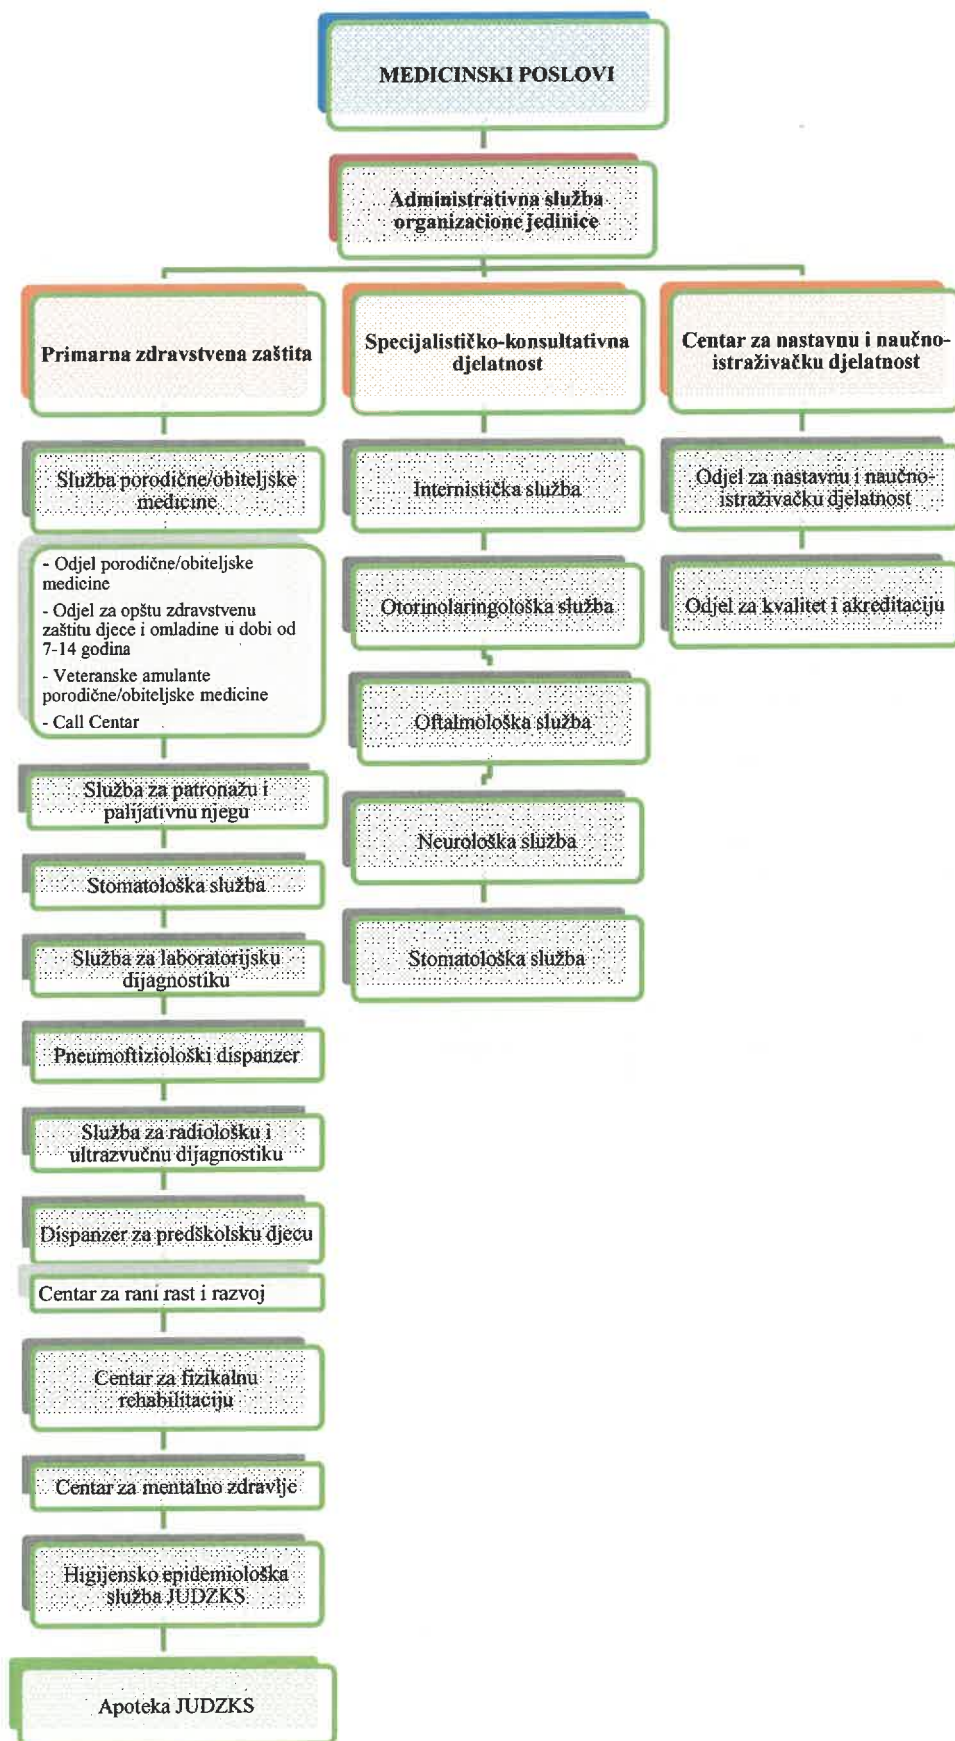 MEDICINSKI POSLOVI
Administrativna služba
organizacione jedinice
Primarna zdravstvena zaštita
Službа porodične/obiteljske
medicine
- Odjel porodične/obiteljske
medicine
- Odjel za opštu zdravstvenu
zaštitu djece i omladine u dobi od
7-14 godina
- Veteranske amulante
porodične/obiteljske medicine
- Call Centar
Služba za patronažu i
palijativnu njegu
Stomatološka služba
Služba za laboratorijsku
dijagnostiku
Pneumoftiziološki dispanzer
Služba za radiološku i
ultrazvučnu dijagnostiku
Dispanzer za predškolsku djecu
Centar za rani rast i razvoj
Centar za fizikalnu
rehabilitaciju
Centar za mentalno zdravlje
Higijensko epidemiološka
služba JUDZKS
Apoteka JUDZKS
Specijalističko-konsultativna
djelatnost
Internistička služba
Otorinolaringološka služba
Oftalmološka služba
Neurološka služba
Stomatološka služba
Centar za nastavnu i naučno-
istraživačku djelatnost
Odjel za nastavnu i naučno-
istraživačku djelatnost
Odjel za kvalitet i akreditaciju